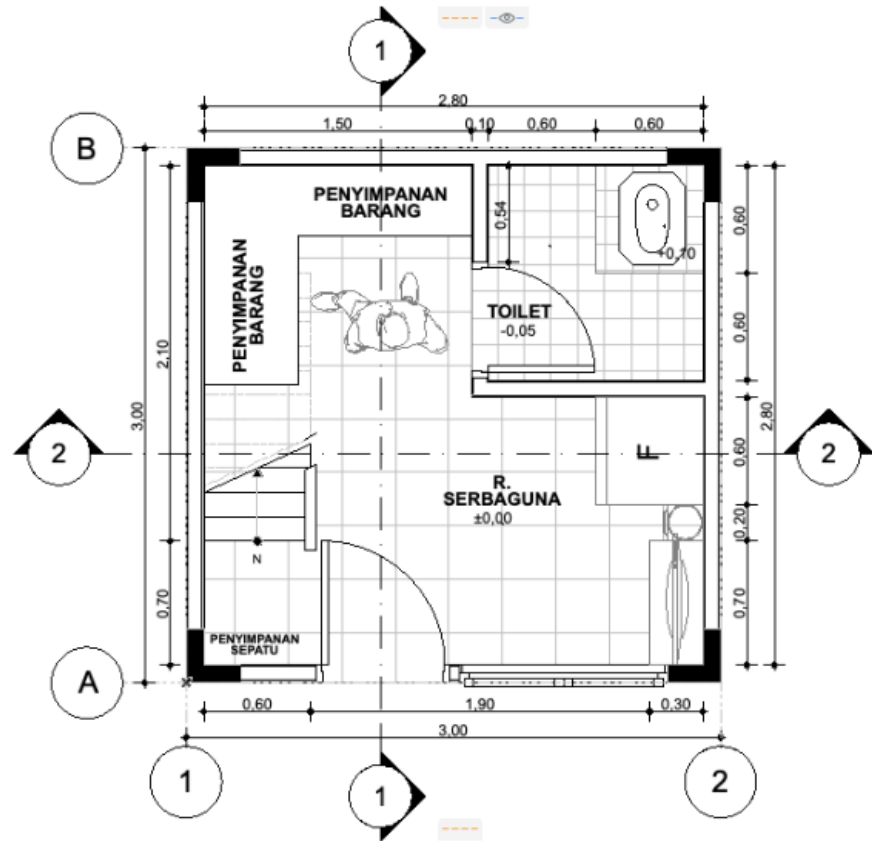 1
2,80
1,50 0,10 0,60 0,60
B
PENYIMPANAN
BARANG
0,54
+0,10
0,60
PENYIMPANAN
BARANG
TOILET
-0,05
0,60
2,10
3,00
2,80
2
2
0,60
R.
SERBAGUNA
±0,00
0,20
N
0,70
0,70
PENYIMPANAN
SEPATU
A
0,60 1,90 0,30
3,00
1
1
2